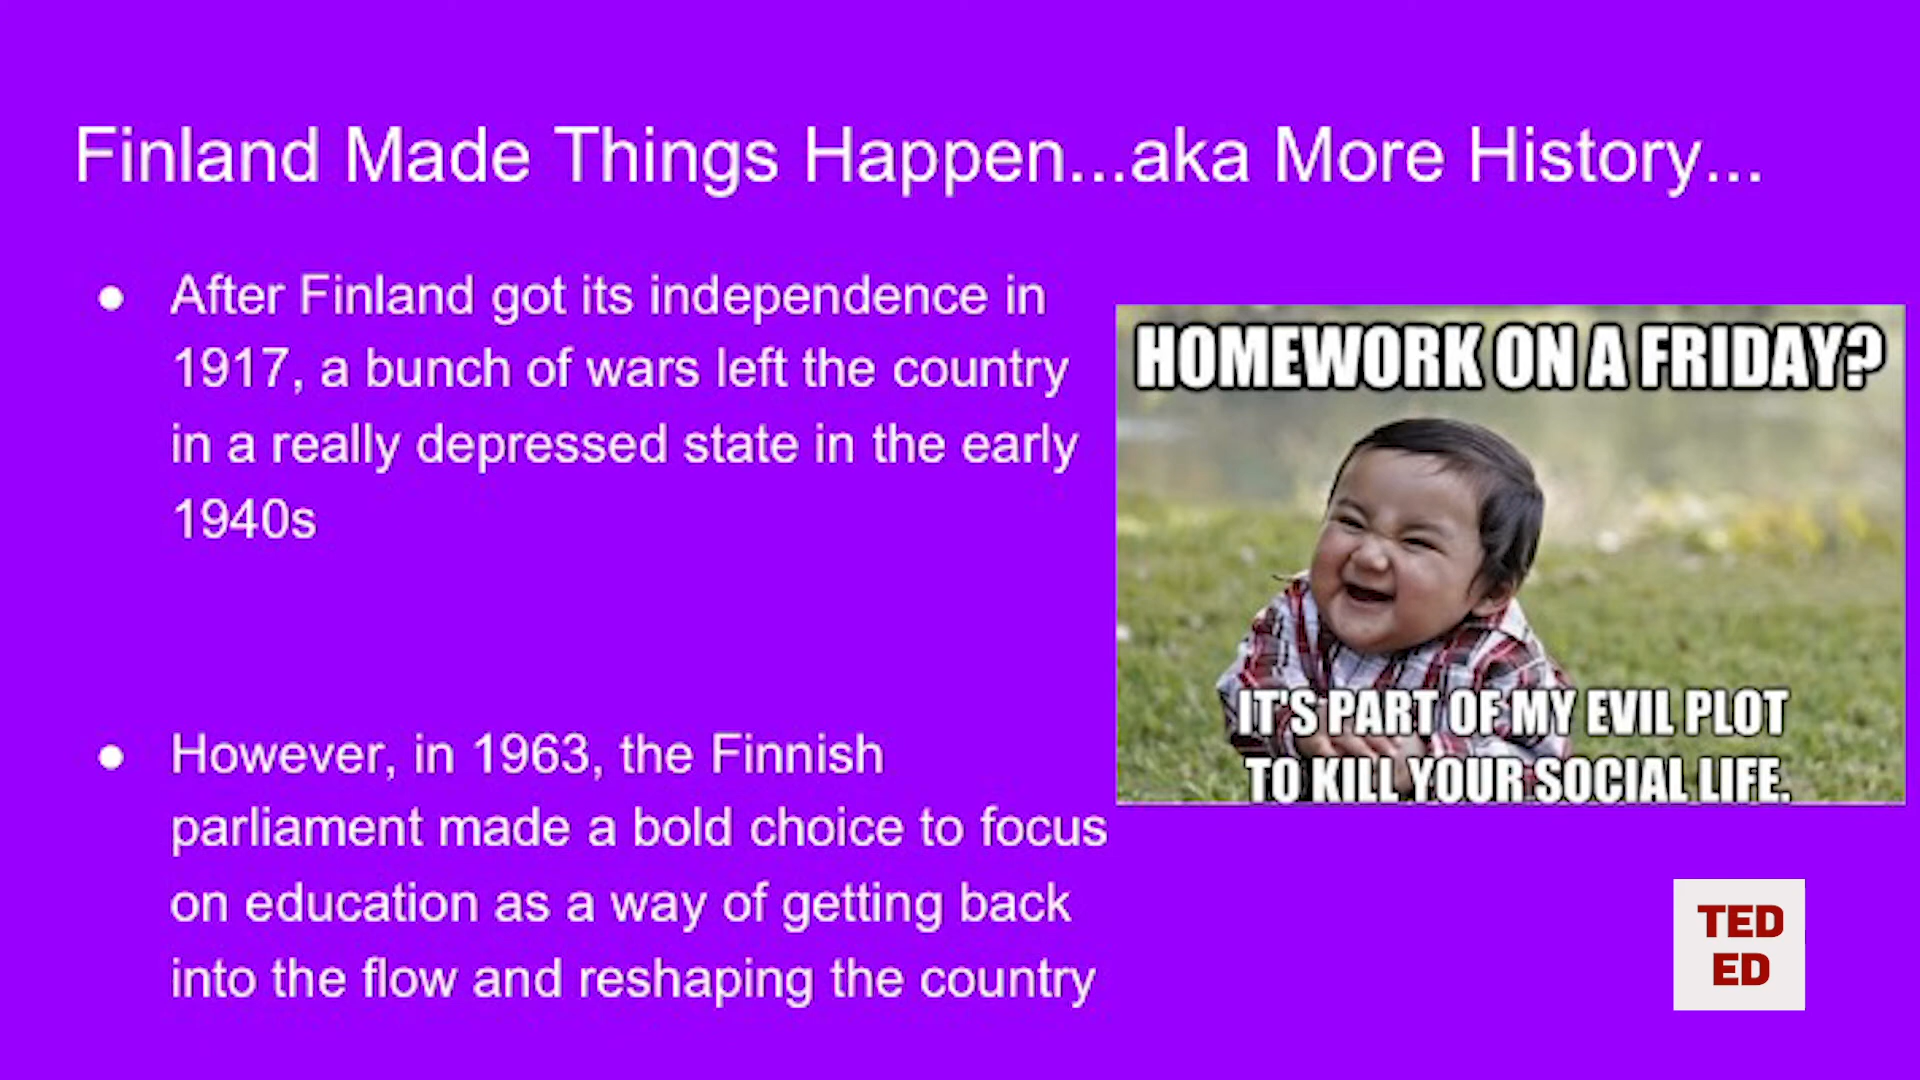 Finland Made Things Happen...aka More History...
● After Finland got its independence in
1917, a bunch of wars left the country
in a really depressed state in the early
1940s
● However, in 1963, the Finnish
parliament made a bold choice to focus
on education as a way of getting back
into the flow and reshaping the country
HOMEWORK ON A FRIDAY?
IT'S PART OF MY EVIL PLOT
TO KILL YOUR SOCIAL LIFE.
TED
ED